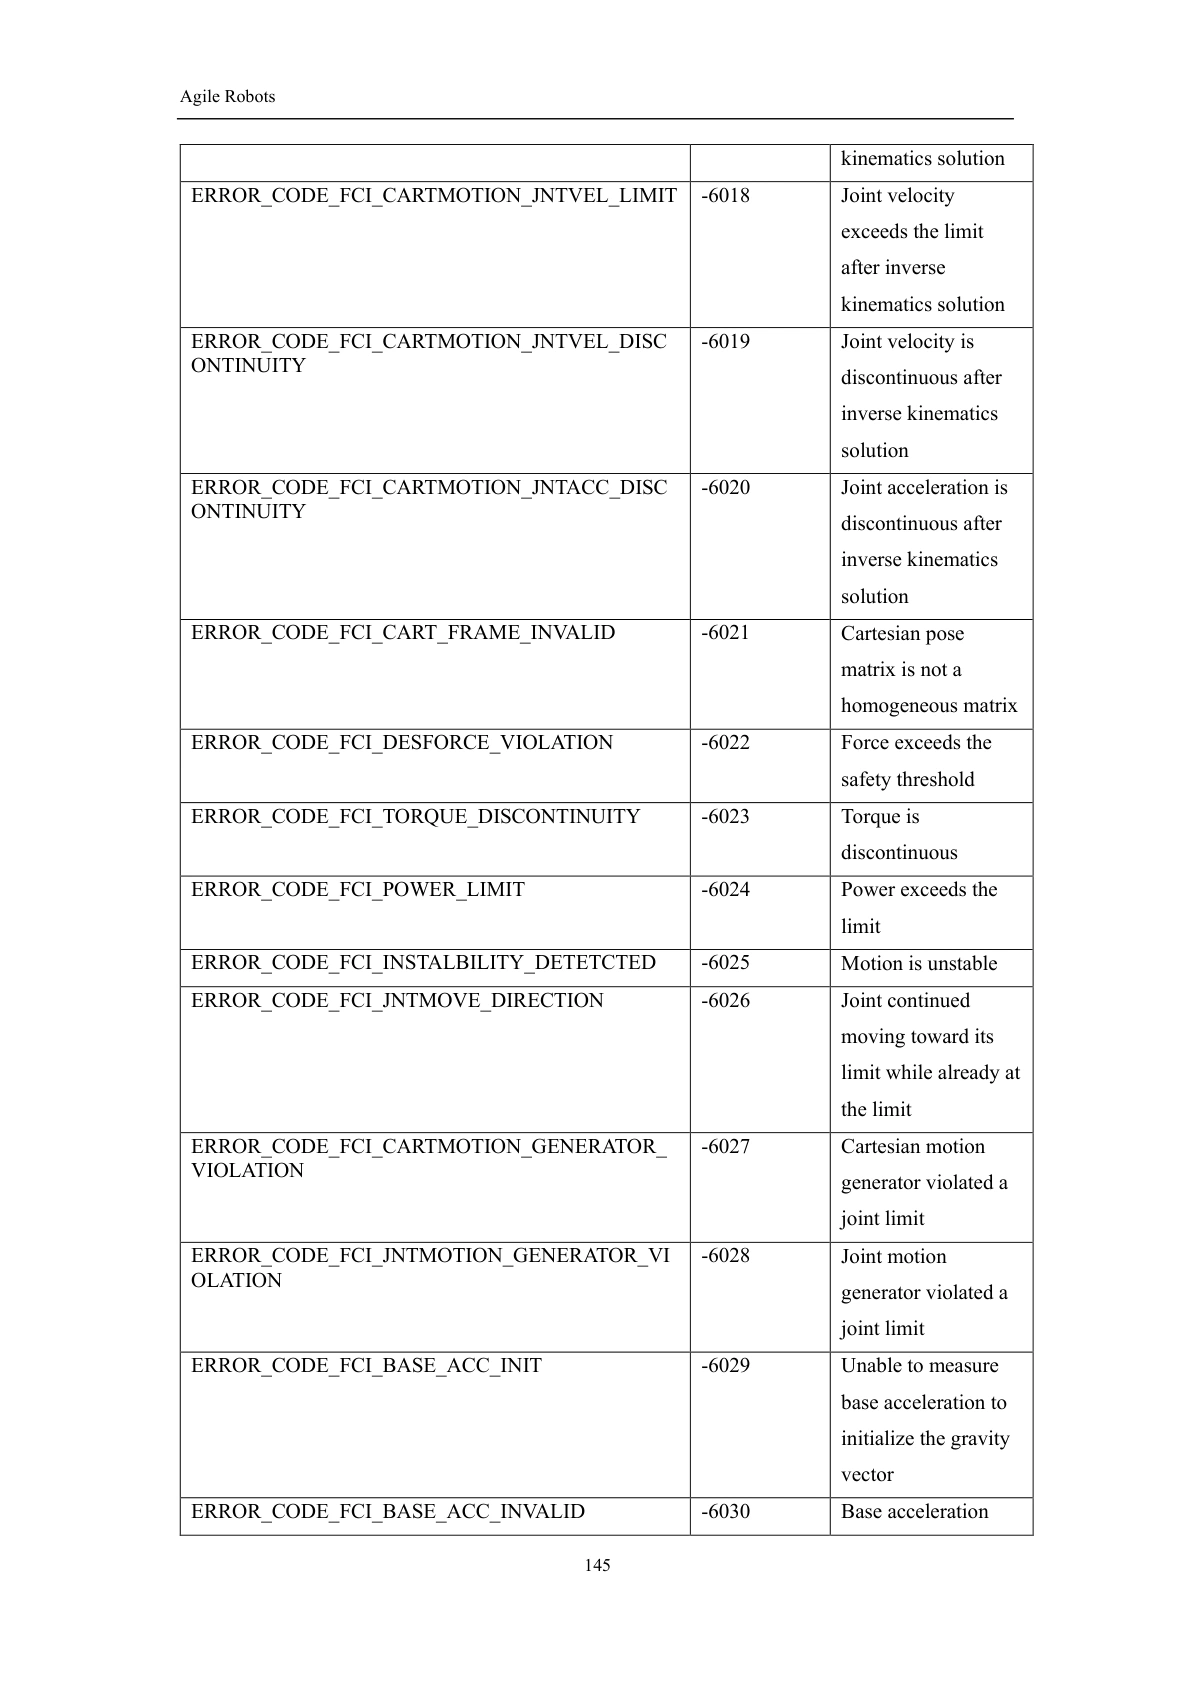 Agile Robots
kinematics solution
ERROR_CODE_FCI_CARTMOTION_JNTVEL_LIMIT -6018 Joint velocity
exceeds the limit
after inverse
kinematics solution
ERROR_CODE_FCI_CARTMOTION_JNTVEL_DISC -6019 Joint velocity is
ONTINUITY
discontinuous after
inverse kinematics
solution
ERROR_CODE_FCI_CARTMOTION_JNTACC_DISC -6020 Joint acceleration is
ONTINUITY
discontinuous after
inverse kinematics
solution
ERROR_CODE_FCI_CART_FRAME_INVALID -6021 Cartesian pose
matrix is not a
homogeneous matrix
ERROR_CODE_FCI_DESFORCE_VIOLATION -6022 Force exceeds the
safety threshold
ERROR_CODE_FCI_TORQUE_DISCONTINUITY -6023 Torque is
discontinuous
ERROR_CODE_FCI_POWER_LIMIT -6024 Power exceeds the
limit
ERROR_CODE_FCI_INSTALBILITY_DETETCTED -6025 Motion is unstable
ERROR_CODE_FCI_JNTMOVE_DIRECTION -6026 Joint continued
moving toward its
limit while already at
the limit
ERROR_CODE_FCI_CARTMOTION_GENERATOR_ -6027 Cartesian motion
VIOLATION
generator violated a
joint limit
ERROR_CODE_FCI_JNTMOTION_GENERATOR_VI -6028 Joint motion
OLATION
generator violated a
joint limit
ERROR_CODE_FCI_BASE_ACC_INIT -6029 Unable to measure
base acceleration to
initialize the gravity
vector
ERROR_CODE_FCI_BASE_ACC_INVALID -6030 Base acceleration
145